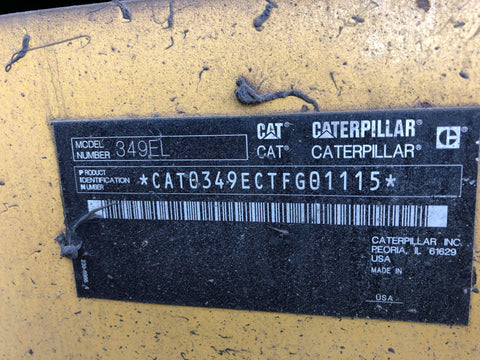 MODEL NUMBER 349EL
CAT CATERPILLAR C
CAT® CATERPILLAR
PRODUCT IDENTIFICATION NUMBER *CAT0349ECTFG01115*
CATERPILLAR INC.
PEORIA, IL 61629
USA
MADE IN
USA